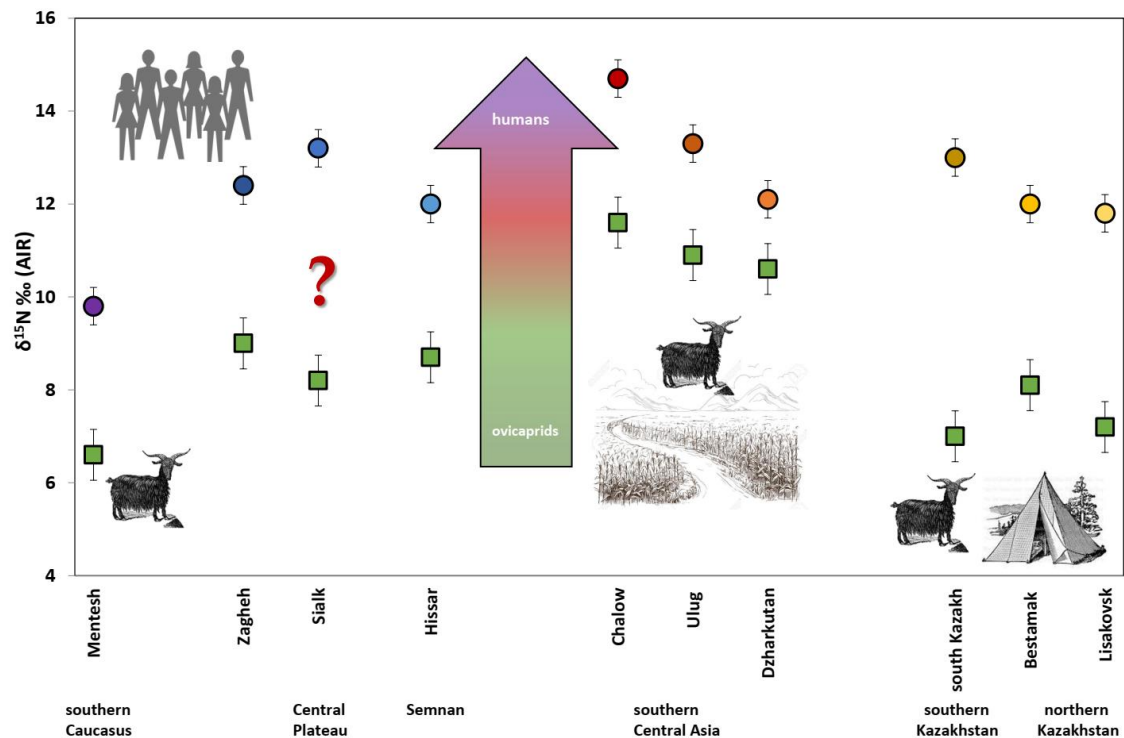 16
14
12
10
8
6
4
δ¹⁵N ‰ (AIR)
humans
?
ovicaprids
Mentesh
Zagheh
Sialk
Hissar
Chalow
Ulug
Dzharkutan
south Kazakh
Bestamak
Lisakovsk
southern
Caucasus
Central
Plateau
Semnan
southern
Central Asia
southern
Kazakhstan
northern
Kazakhstan